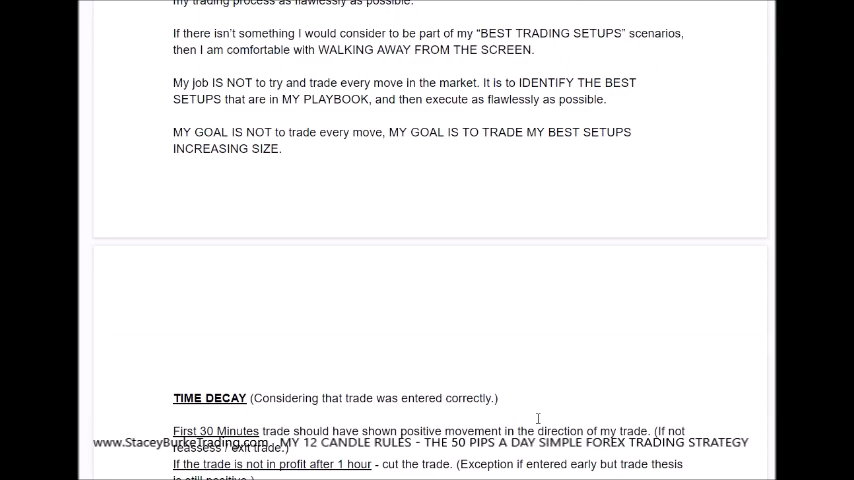 my trading process as flawlessly as possible.
If there isn't something I would consider to be part of my “BEST TRADING SETUPS” scenarios,
then I am comfortable with WALKING AWAY FROM THE SCREEN.
My job IS NOT to try and trade every move in the market. It is to IDENTIFY THE BEST
SETUPS that are in MY PLAYBOOK, and then execute as flawlessly as possible.
MY GOAL IS NOT to trade every move, MY GOAL IS TO TRADE MY BEST SETUPS
INCREASING SIZE.
TIME DECAY (Considering that trade was entered correctly.)
First 30 Minutes trade should have shown positive movement in the direction of my trade. (If not
www.StaceyBurkeTrading.com - MY 12 CANDLE RULES - THE 50 PIPS A DAY SIMPLE FOREX TRADING STRATEGY
reassess / exit trade.)
If the trade is not in profit after 1 hour - cut the trade. (Exception if entered early but trade thesis
is still positive.)